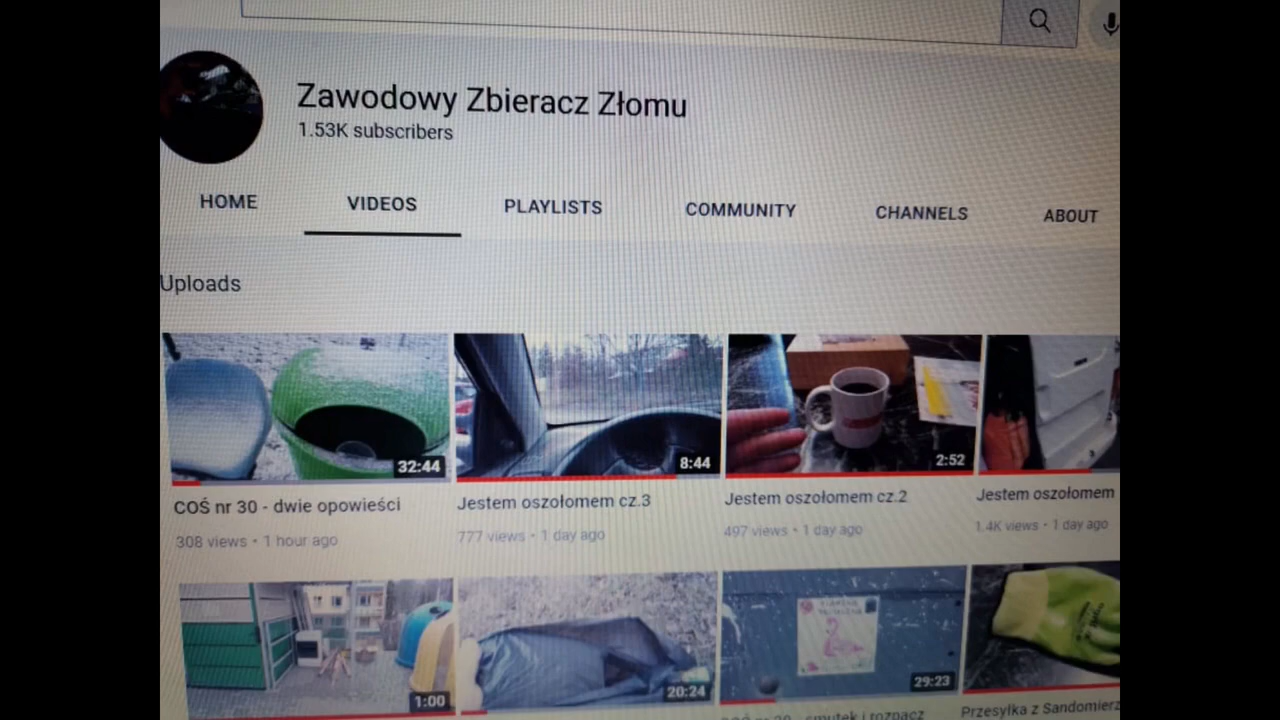 Zawodowy Zbieracz Złomu
1.53K subscribers
HOME VIDEOS PLAYLISTS COMMUNITY CHANNELS ABOUT
Uploads
32:44 8:44 2:52
COŚ nr 30 - dwie opowieści
308 views • 1 hour ago
Jestem oszołomem cz.3
777 views • 1 day ago
Jestem oszołomem cz.2
497 views • 1 day ago
Jestem oszołomem
1.4K views • 1 day ago
1:00 20:24 29:23
smutek i rozpacz
Przesyłka z Sandomierz